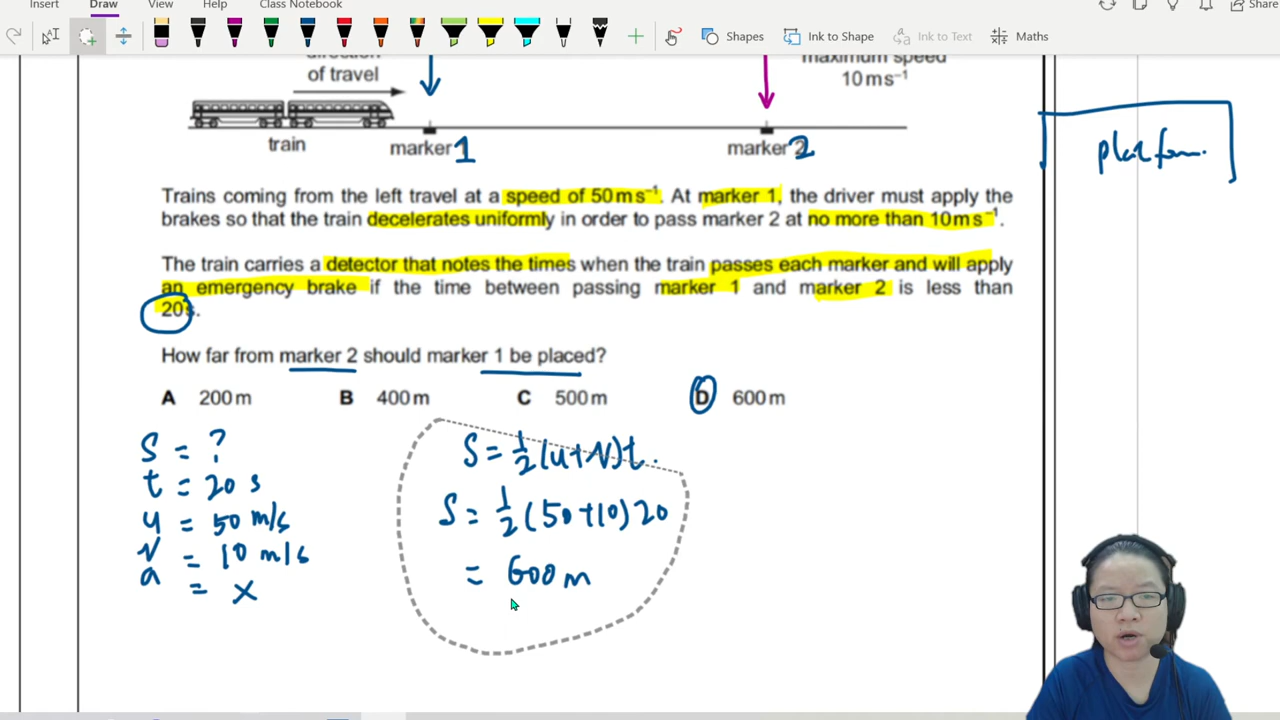 Insert Draw View Help Class Notebook Share
Shapes Ink to Shape Ink to Text Maths
direction
of travel
maximum speed
10 m s⁻¹
train marker 1 marker 2
platform.
Trains coming from the left travel at a speed of 50 m s⁻¹. At marker 1, the driver must apply the
brakes so that the train decelerates uniformly in order to pass marker 2 at no more than 10 m s⁻¹.
The train carries a detector that notes the times when the train passes each marker and will apply
an emergency brake if the time between passing marker 1 and marker 2 is less than
20 s.
How far from marker 2 should marker 1 be placed?
A 200 m B 400 m C 500 m D 600 m
S = ?
t = 20 s
u = 50 m/s
v = 10 m/s
a = x
S = ½(u+v)t.
S = ½(50+10)20
= 600 m